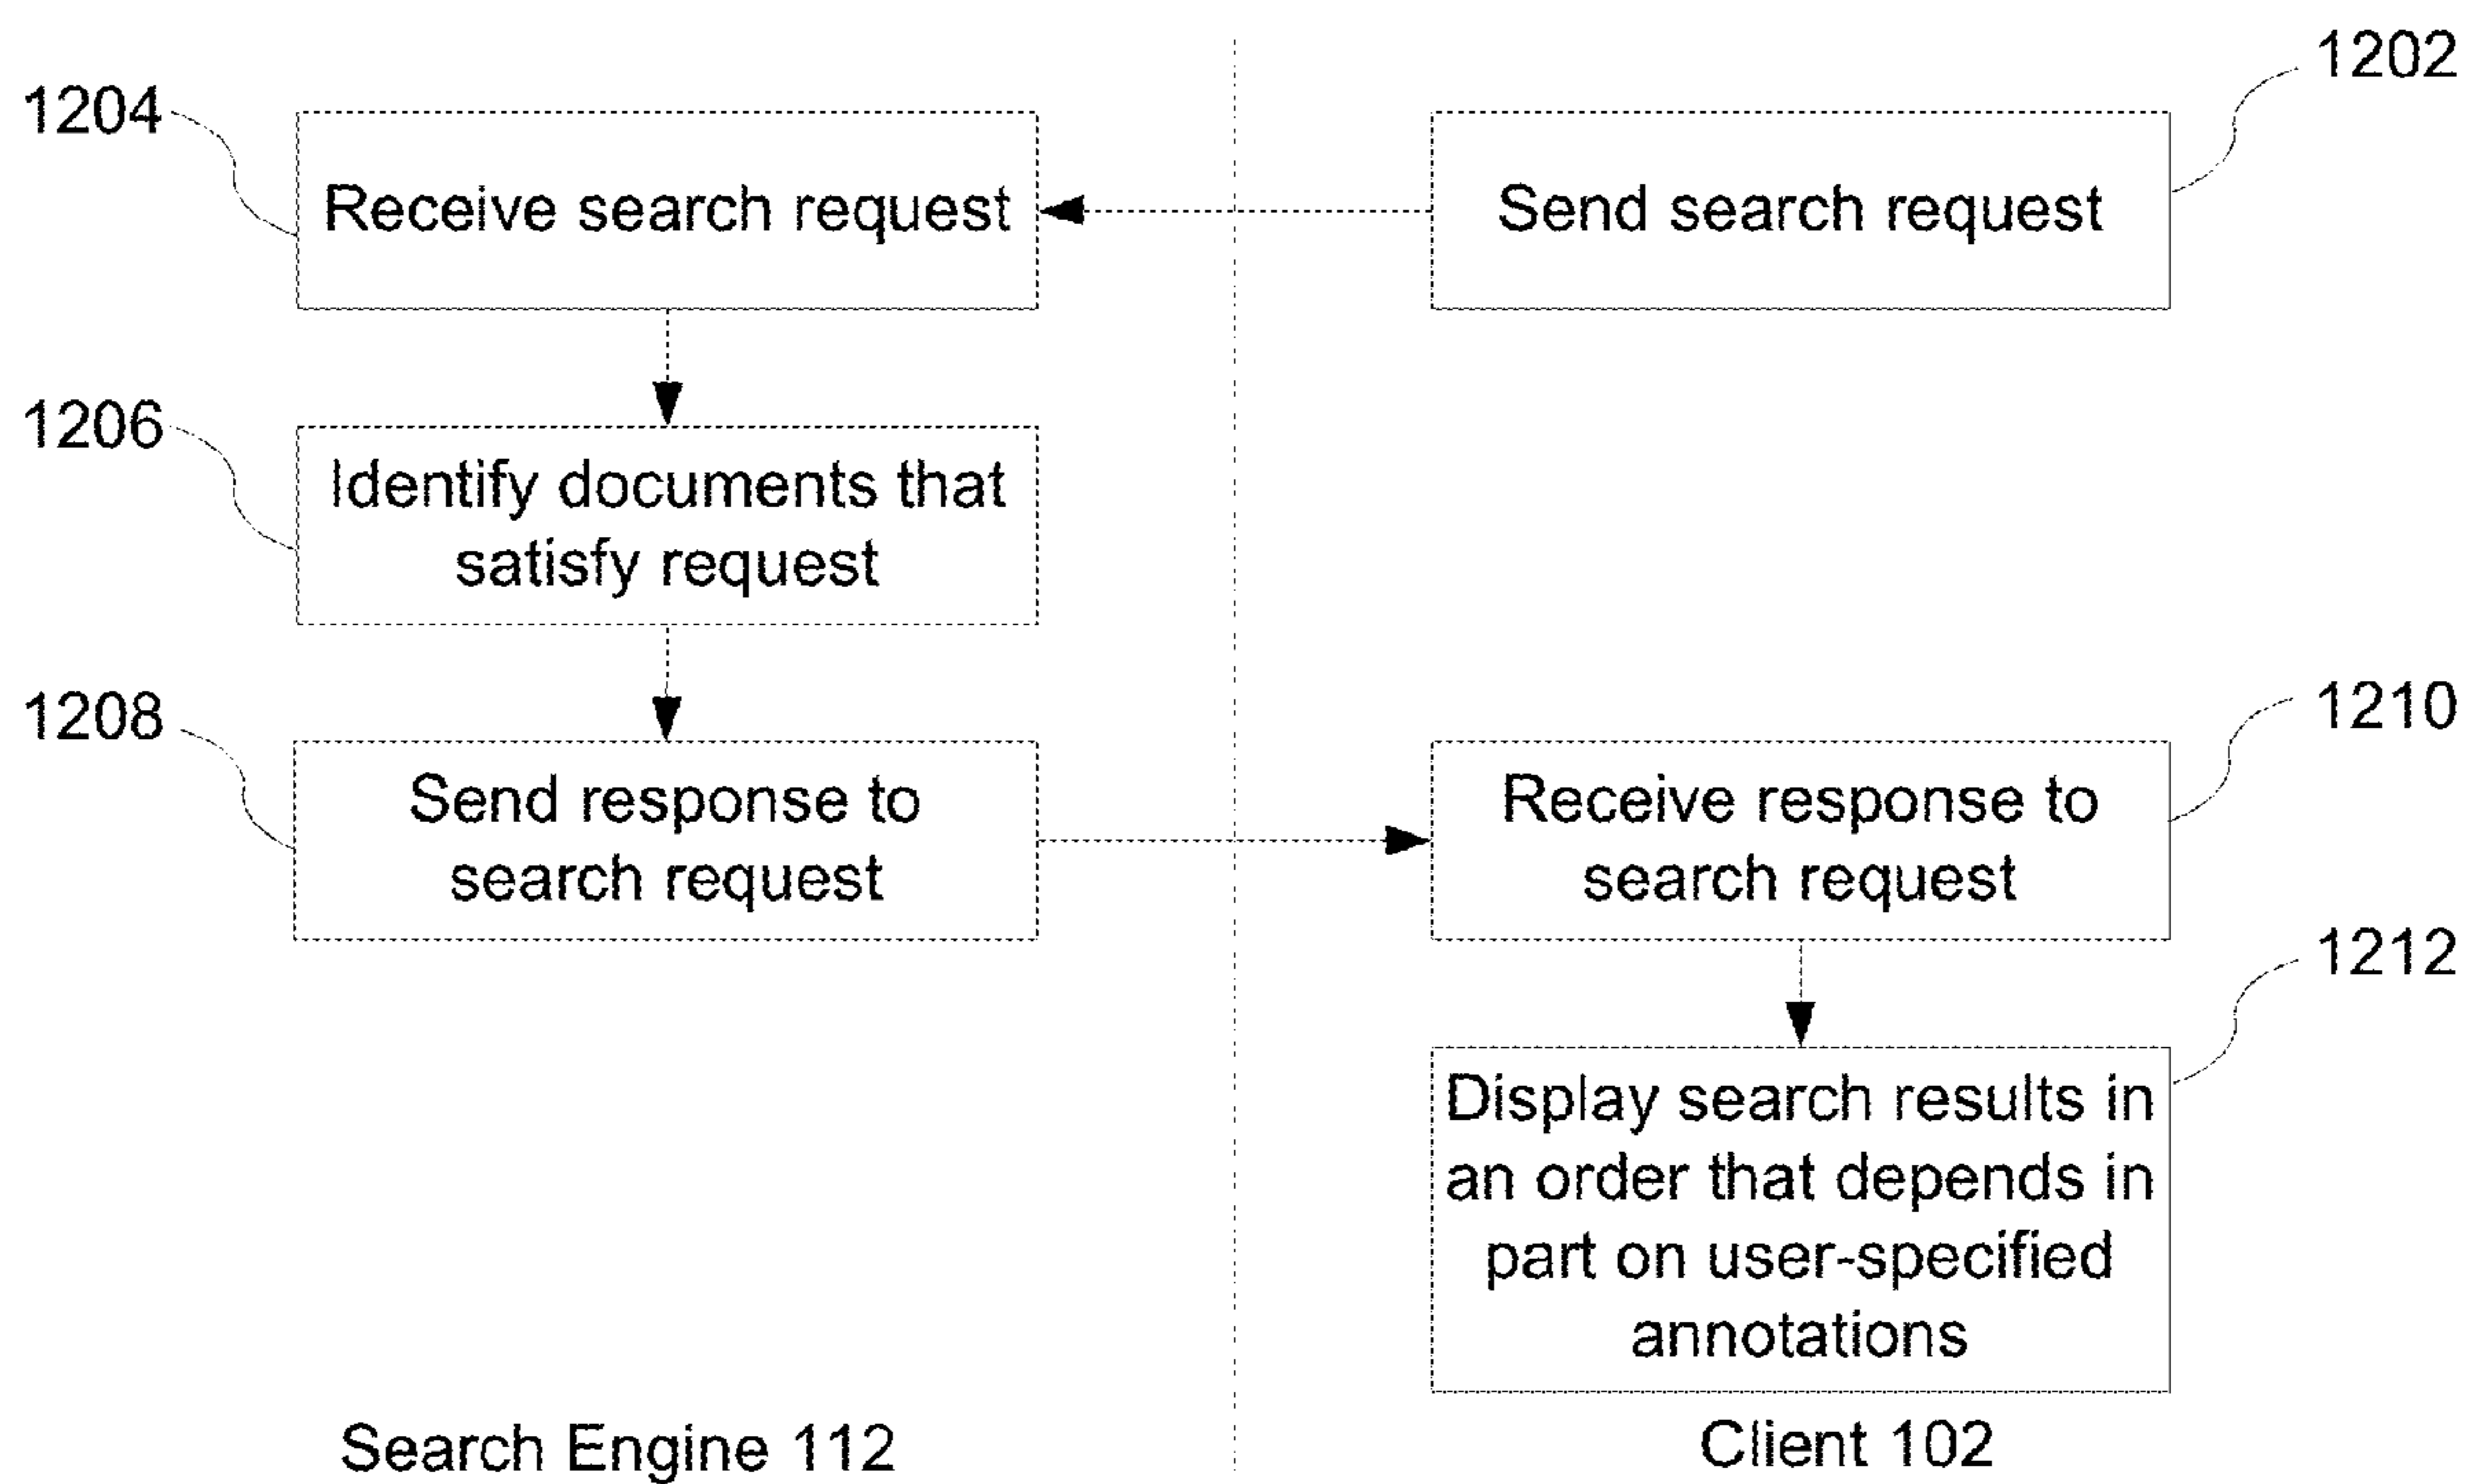 1202
1204
Receive search request
Send search request
1206
Identify documents that
satisfy request
1208
Send response to
search request
1210
Receive response to
search request
1212
Display search results in
an order that depends in
part on user-specified
annotations
Search Engine 112
Client 102